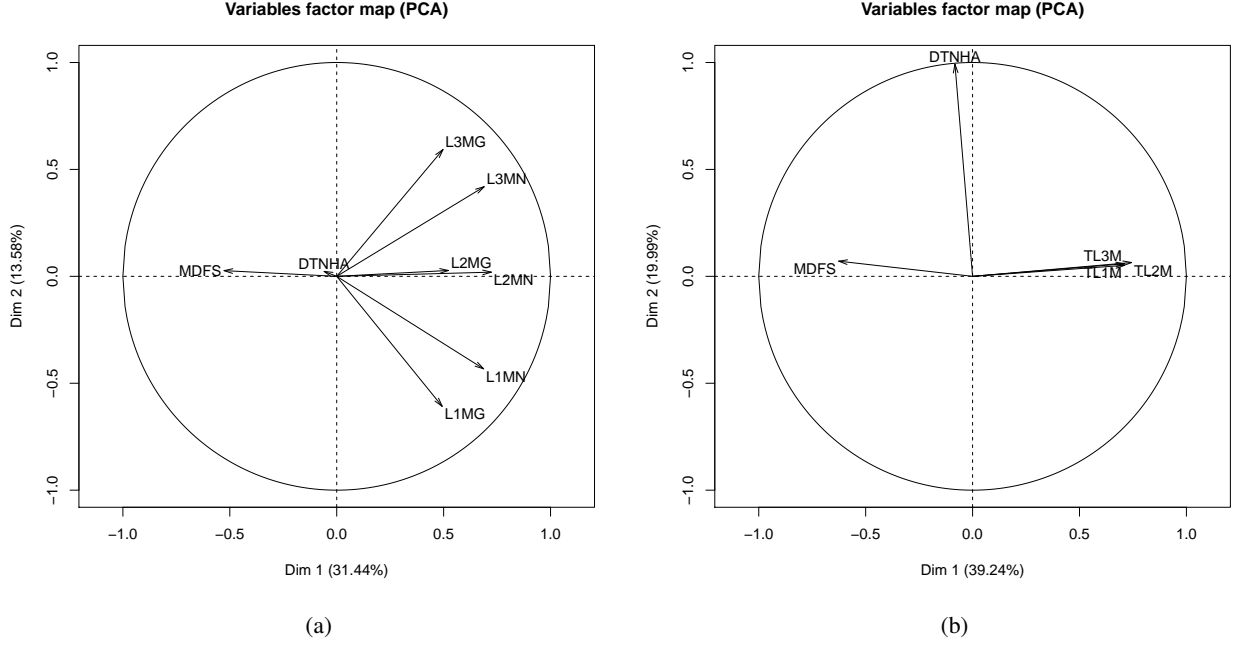 Variables factor map (PCA)
1.0
0.5
0.0
−0.5
−1.0
Dim 2 (13.58%)
L3MG
L3MN
DTNHA
L2MG
MDFS
L2MN
L1MN
L1MG
−1.0 −0.5 0.0 0.5 1.0
Dim 1 (31.44%)
(a)
Variables factor map (PCA)
1.0
0.5
0.0
−0.5
−1.0
Dim 2 (19.99%)
DTNHA
TL3M
MDFS
TL1M
TL2M
−1.0 −0.5 0.0 0.5 1.0
Dim 1 (39.24%)
(b)